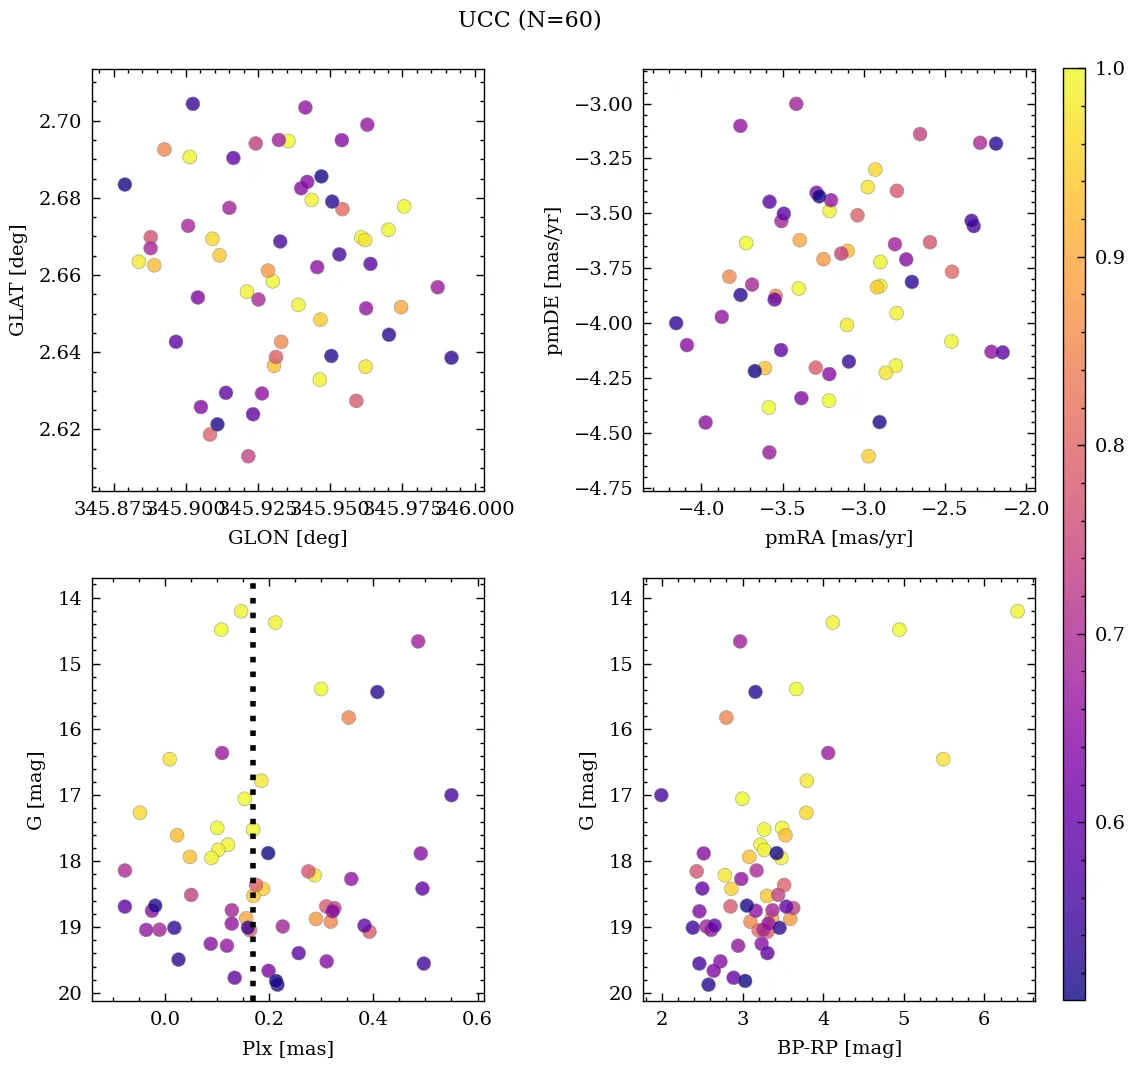 UCC (N=60)
2.70
2.68
2.66
2.64
2.62
GLAT [deg]
345.875 345.900 345.925 345.950 345.975 346.000
GLON [deg]
−3.00
−3.25
−3.50
−3.75
−4.00
−4.25
−4.50
−4.75
pmDE [mas/yr]
−4.0 −3.5 −3.0 −2.5 −2.0
pmRA [mas/yr]
1.0
0.9
0.8
0.7
0.6
14
15
16
17
18
19
20
G [mag]
0.0 0.2 0.4 0.6
Plx [mas]
14
15
16
17
18
19
20
G [mag]
2 3 4 5 6
BP-RP [mag]